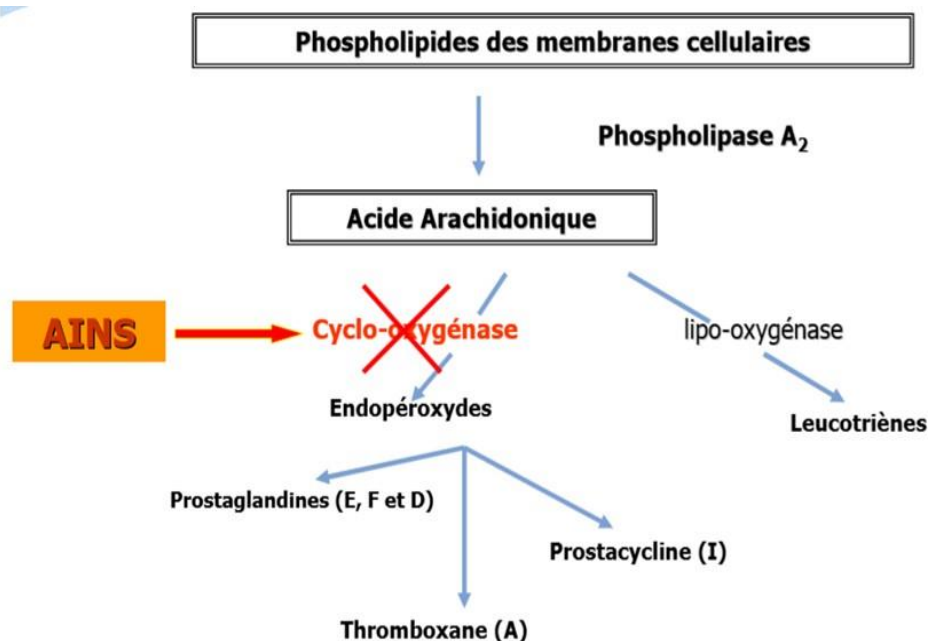 Phospholipides des membranes cellulaires
Phospholipase A₂
Acide Arachidonique
AINS
Cyclo-oxygénase
lipo-oxygénase
Endopéroxydes
Leucotriènes
Prostaglandines (E, F et D)
Prostacycline (I)
Thromboxane (A)